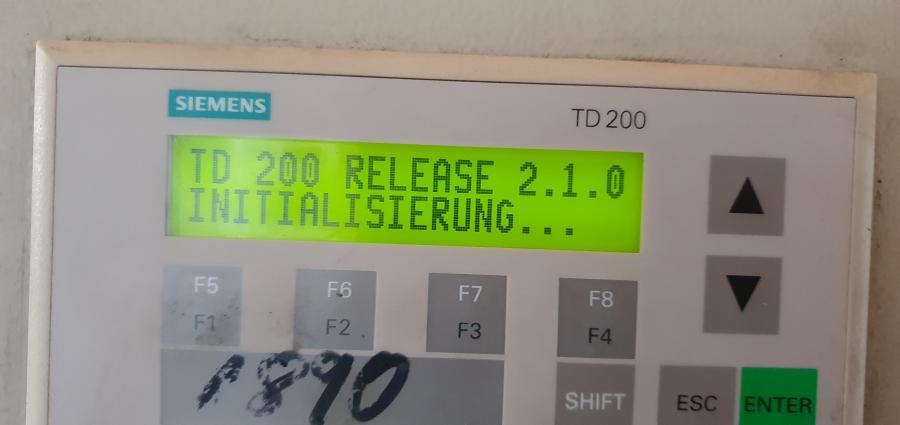 SIEMENS
TD 200
TD 200 RELEASE 2.1.0
INITIALISIERUNG...
F5 F6 F7 F8
F1 F2 F3 F4
1890
SHIFT ESC ENTER